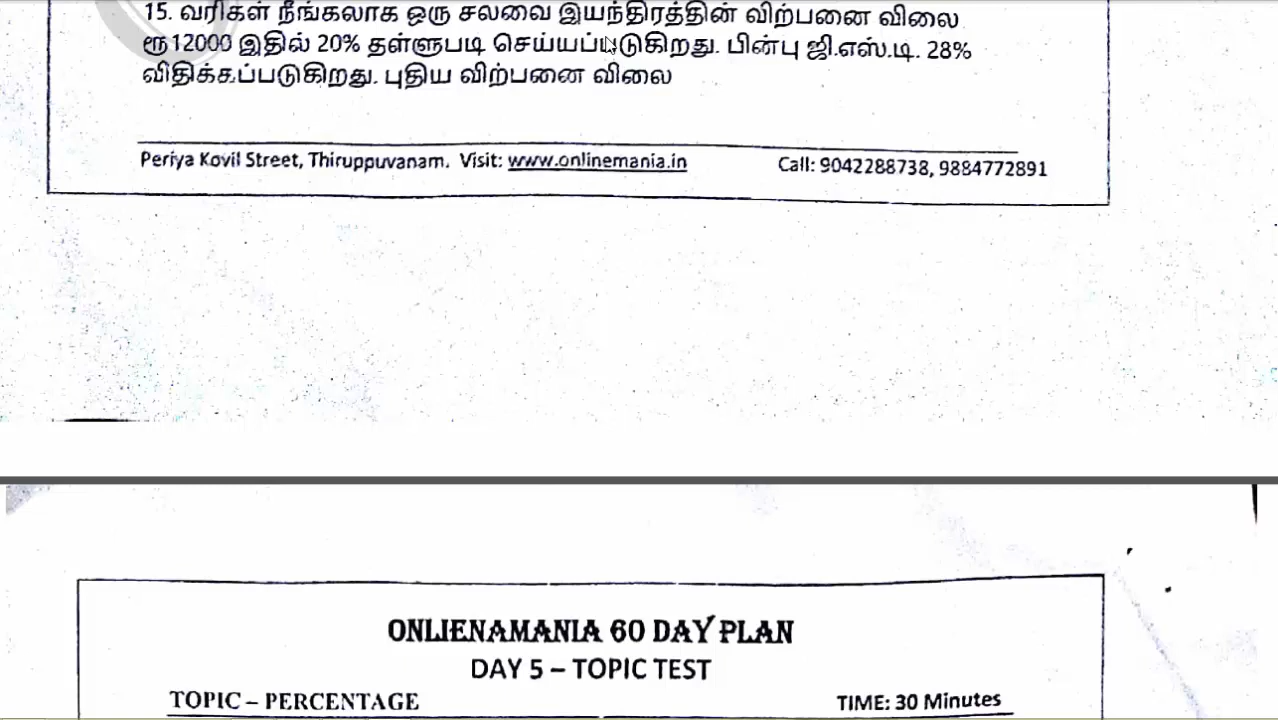 15. வரிகள் நீங்கலாக ஒரு சலவை இயந்திரத்தின் விற்பனை விலை
ரூ12000 இதில் 20% தள்ளுபடி செய்யப்படுகிறது. பின்பு ஜி.எஸ்.டி. 28%
விதிக்கப்படுகிறது. புதிய விற்பனை விலை
Periya Kovil Street, Thiruppuvanam. Visit: www.onlinemania.in Call: 9042288738, 9884772891
ONLIENAMANIA 60 DAY PLAN
DAY 5 – TOPIC TEST
TOPIC – PERCENTAGE TIME: 30 Minutes